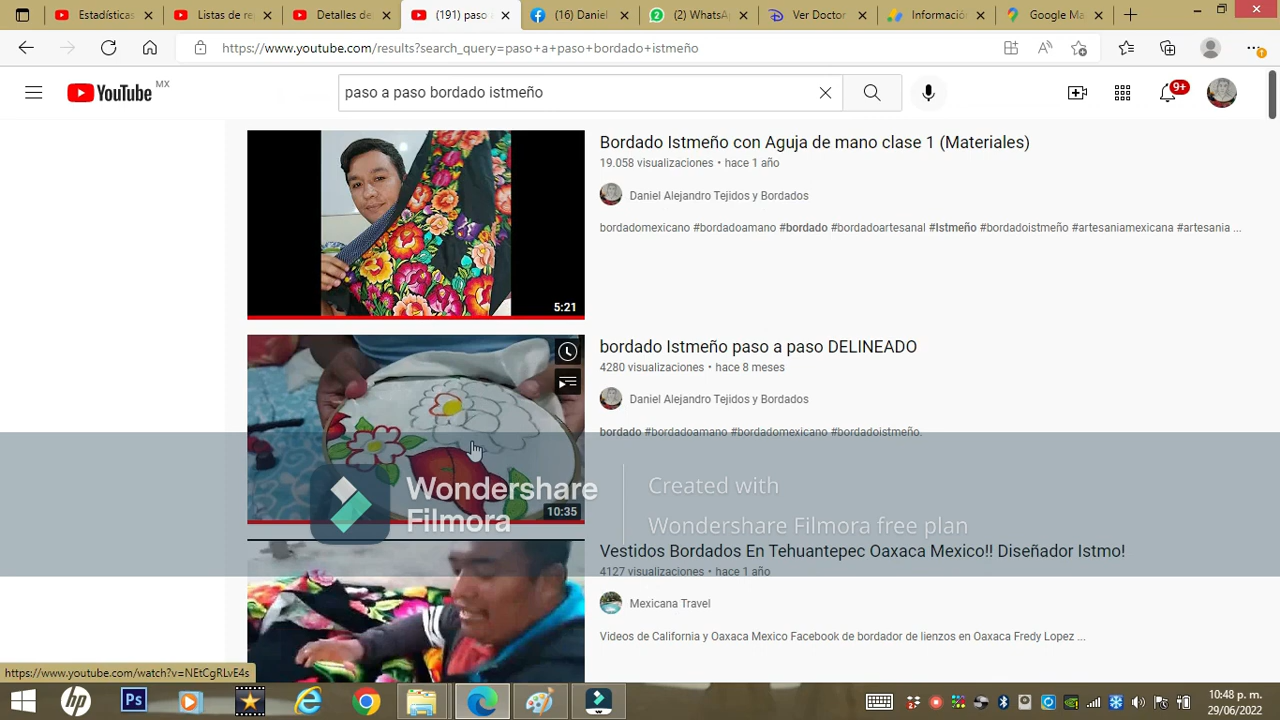 (191) paso
Estadísticas
Listas de re
Detalles de
(16) Daniel
(2) WhatsA
Ver Doctor
Informació
Google Ma
https://www.youtube.com/results?search_query=paso+a+paso+bordado+istmeño
YouTube MX
paso a paso bordado istmeño
9+
Bordado Istmeño con Aguja de mano clase 1 (Materiales)
19.058 visualizaciones • hace 1 año
Daniel Alejandro Tejidos y Bordados
bordadomexicano #bordadoamano #bordado #bordadoartesanal #Istmeño #bordadoistmeño #artesaniamexicana #artesania ...
5:21
bordado Istmeño paso a paso DELINEADO
4280 visualizaciones • hace 8 meses
Daniel Alejandro Tejidos y Bordados
bordado #bordadoamano #bordadomexicano #bordadoistmeño.
10:35
Wondershare
Filmora
Created with
Wondershare Filmora free plan
Vestidos Bordados En Tehuantepec Oaxaca Mexico!! Diseñador Istmo!
4127 visualizaciones • hace 1 año
Mexicana Travel
Videos de California y Oaxaca Mexico Facebook de bordador de lienzos en Oaxaca Fredy Lopez ...
https://www.youtube.com/watch?v=NEtCgRLvE4s
hp
Ps
10:48 p. m.
29/06/2022